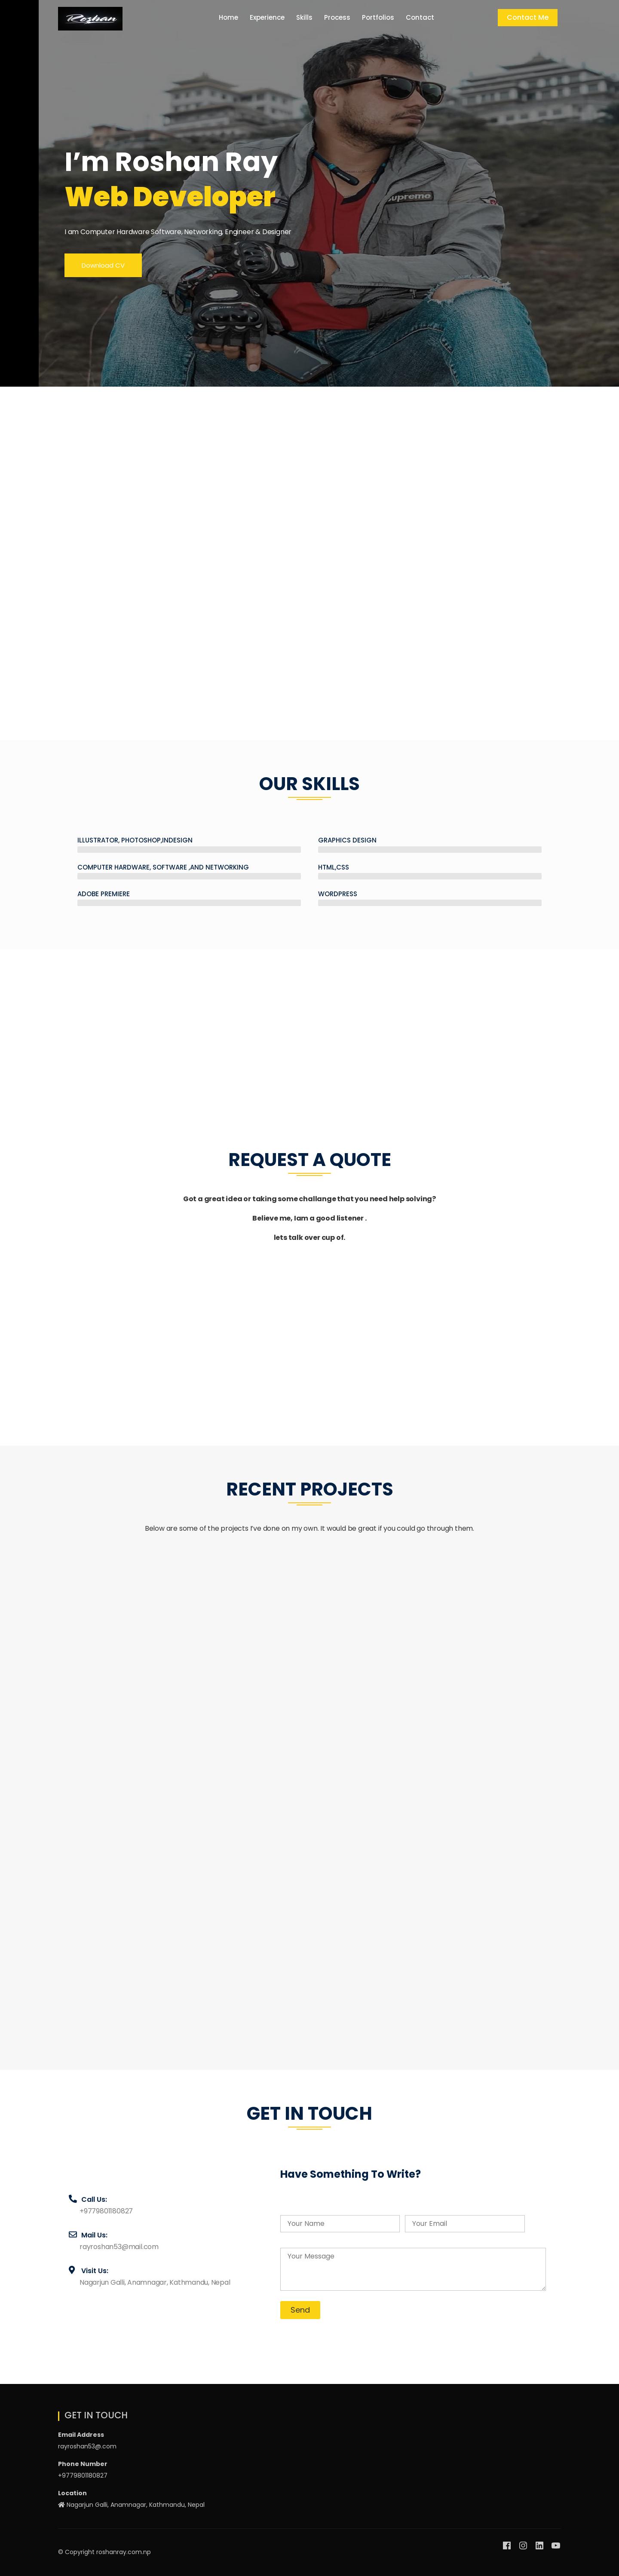 Roshan
Home
Experience
Skills
Process
Portfolios
Contact
Contact Me
I'm Roshan Ray
Web Developer
I am Computer Hardware Software, Networking, Engineer & Designer
Download CV
supreme
OUR SKILLS
ILLUSTRATOR, PHOTOSHOP,INDESIGN
GRAPHICS DESIGN
COMPUTER HARDWARE, SOFTWARE ,AND NETWORKING
HTML,CSS
ADOBE PREMIERE
WORDPRESS
REQUEST A QUOTE
Got a great idea or taking some challange that you need help solving?
Believe me, Iam a good listener .
lets talk over cup of.
RECENT PROJECTS
Below are some of the projects I've done on my own. It would be great if you could go through them.
GET IN TOUCH
Have Something To Write?
Call Us:
+9779801180827
Mail Us:
rayroshan53@mail.com
Visit Us:
Nagarjun Galli, Anamnagar, Kathmandu, Nepal
Your Name
Your Email
Your Message
Send
GET IN TOUCH
Email Address
rayroshan53@.com
Phone Number
+9779801180827
Location
Nagarjun Galli, Anamnagar, Kathmandu, Nepal
© Copyright roshanray.com.np